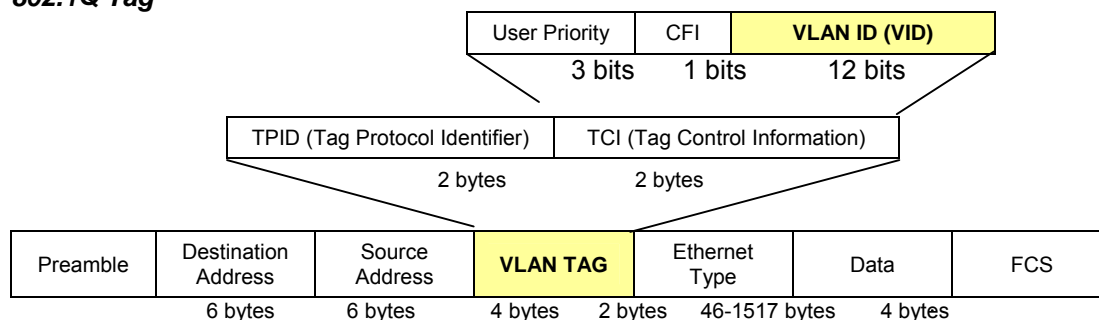 802.1Q Tag
User Priority CFI VLAN ID (VID)
3 bits 1 bits 12 bits
TPID (Tag Protocol Identifier) TCI (Tag Control Information)
2 bytes 2 bytes
Preamble Destination Address Source Address VLAN TAG Ethernet Type Data FCS
6 bytes 6 bytes 4 bytes 2 bytes 46-1517 bytes 4 bytes